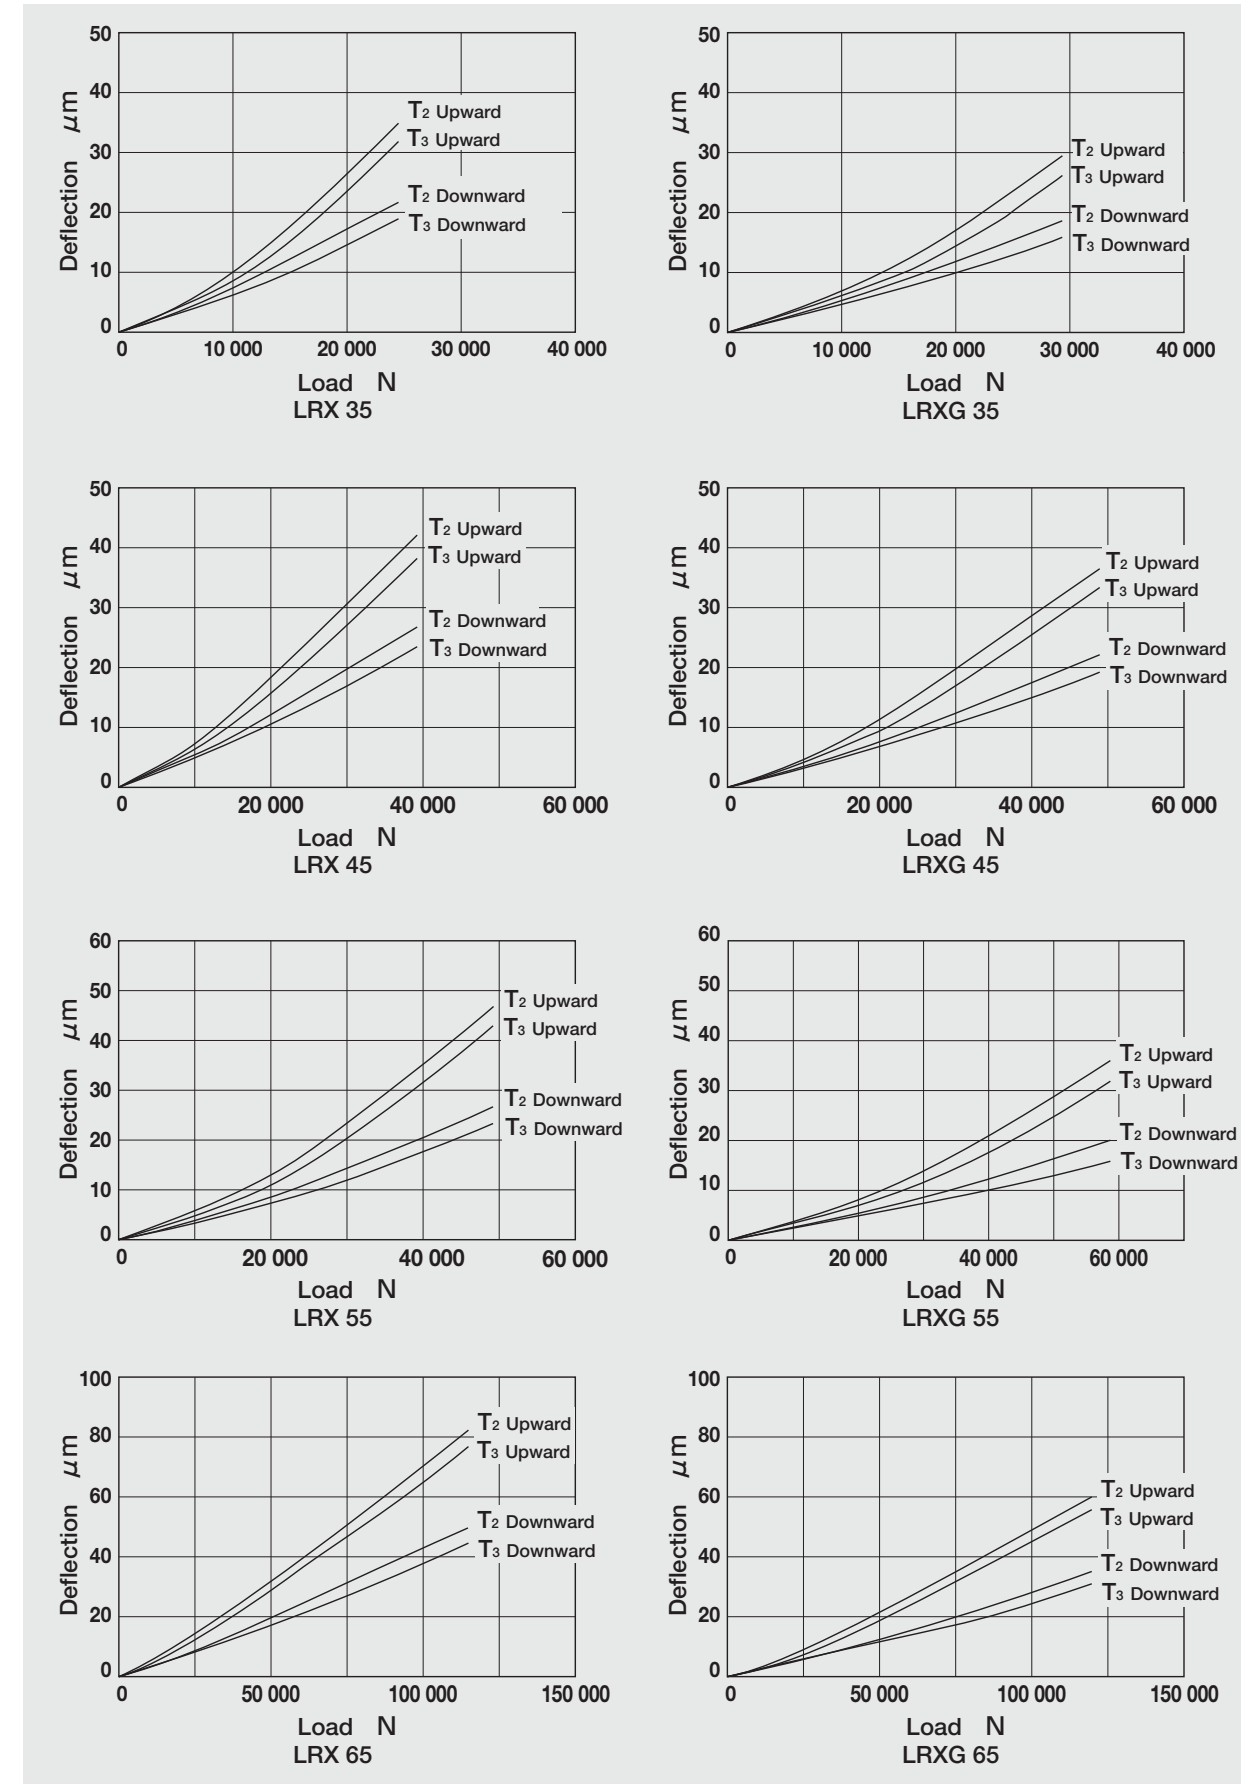 50
40
30
20
10
0
Deflection μm
T2 Upward
T3 Upward
T2 Downward
T3 Downward
0 10 000 20 000 30 000 40 000
Load N
LRX 35
50
40
30
20
10
0
Deflection μm
T2 Upward
T3 Upward
T2 Downward
T3 Downward
0 10 000 20 000 30 000 40 000
Load N
LRXG 35
50
40
30
20
10
0
Deflection μm
T2 Upward
T3 Upward
T2 Downward
T3 Downward
0 20 000 40 000 60 000
Load N
LRX 45
50
40
30
20
10
0
Deflection μm
T2 Upward
T3 Upward
T2 Downward
T3 Downward
0 20 000 40 000 60 000
Load N
LRXG 45
60
50
40
30
20
10
0
Deflection μm
T2 Upward
T3 Upward
T2 Downward
T3 Downward
0 20 000 40 000 60 000
Load N
LRX 55
60
50
40
30
20
10
0
Deflection μm
T2 Upward
T3 Upward
T2 Downward
T3 Downward
0 20 000 40 000 60 000
Load N
LRXG 55
100
80
60
40
20
0
Deflection μm
T2 Upward
T3 Upward
T2 Downward
T3 Downward
0 50 000 100 000 150 000
Load N
LRX 65
100
80
60
40
20
0
Deflection μm
T2 Upward
T3 Upward
T2 Downward
T3 Downward
0 50 000 100 000 150 000
Load N
LRXG 65